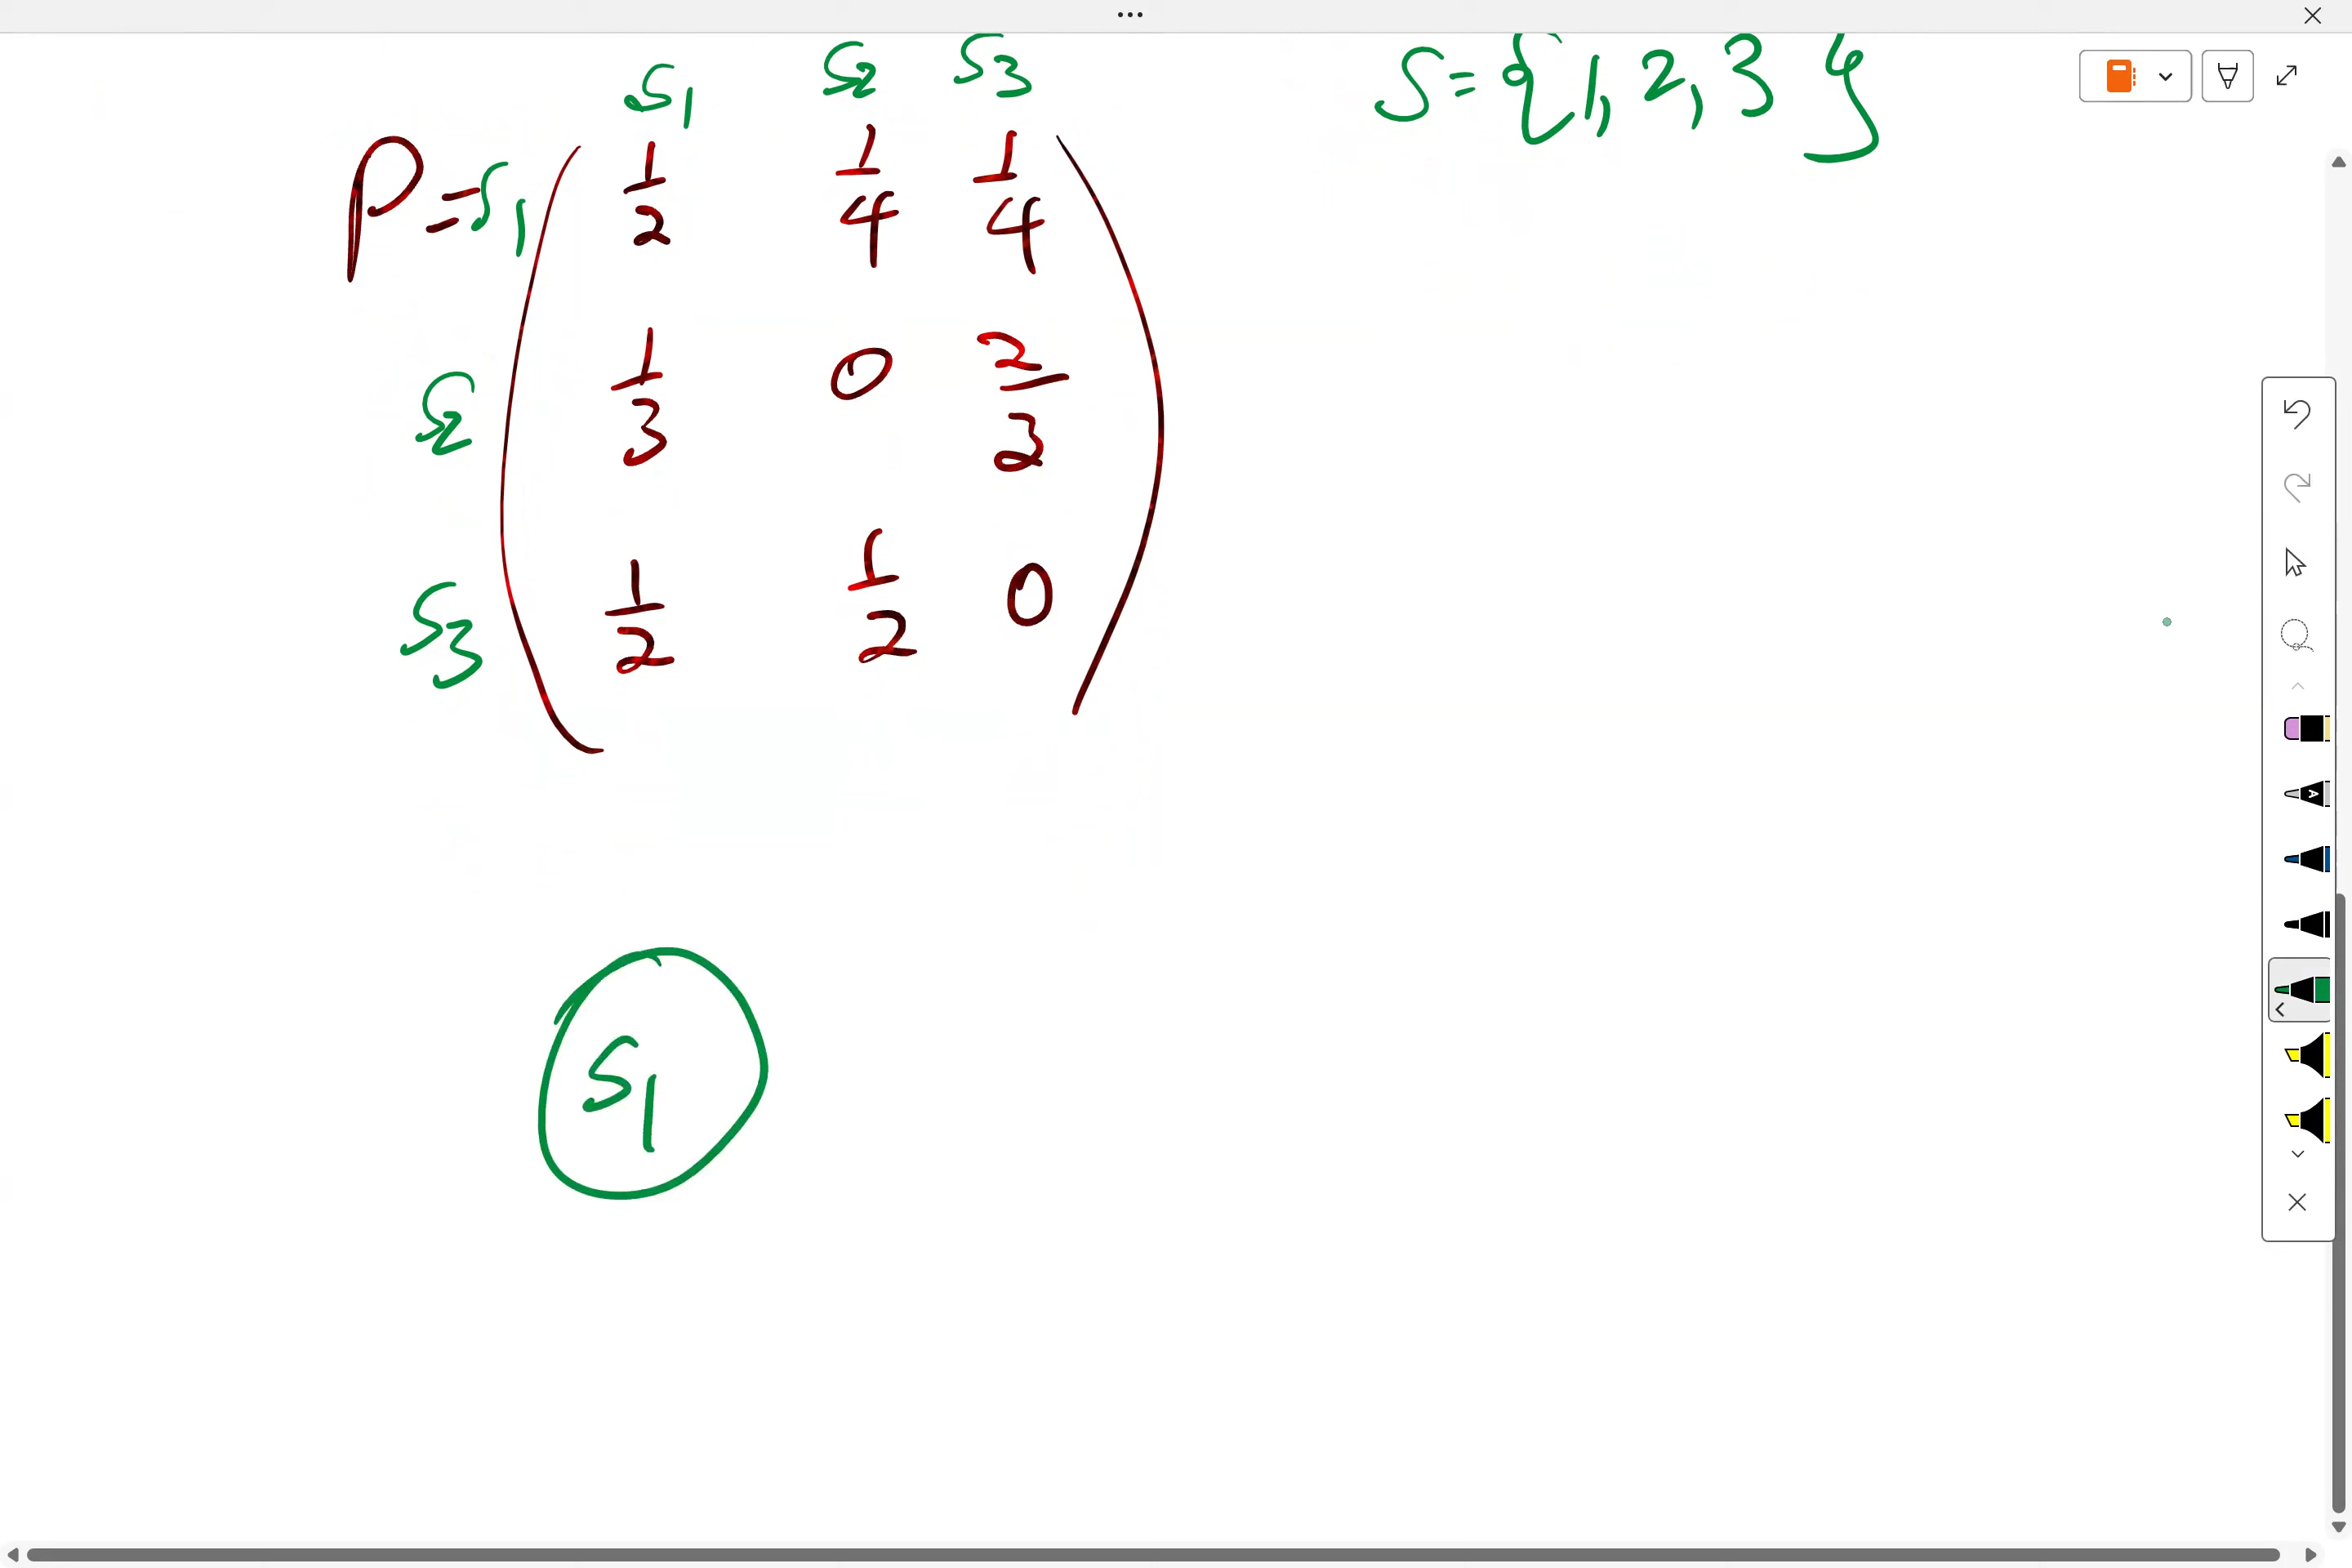 S₁ S₂ S₃ S = {1, 2, 3}
P = S₁ 1/2 1/4 1/4
S₂ 1/3 0 2/3
S₃ 1/2 1/2 0
S₁